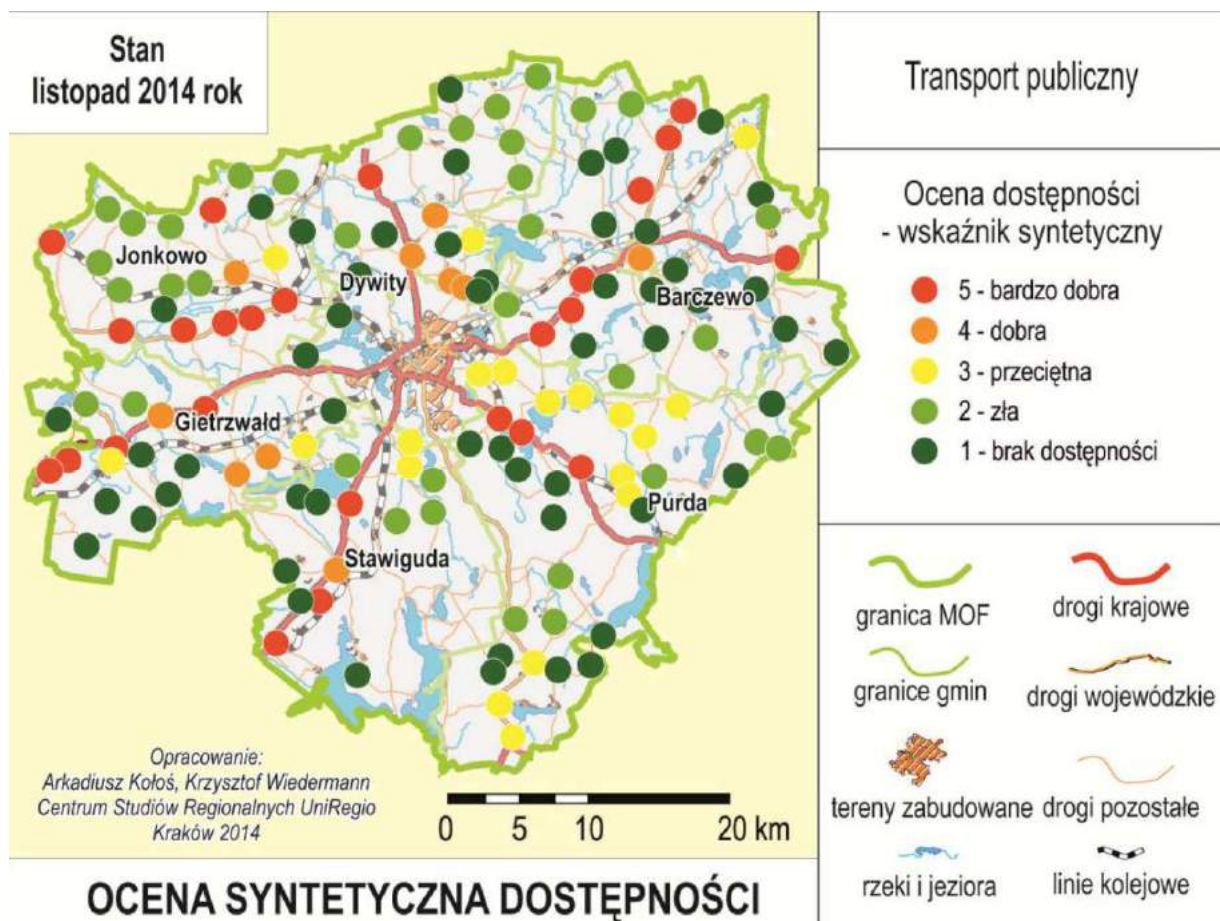 Stan
listopad 2014 rok
Transport publiczny
Ocena dostępności
- wskaźnik syntetyczny
5 - bardzo dobra
4 - dobra
3 - przeciętna
2 - zła
1 - brak dostępności
Jonkowo
Dywity
Barczewo
Gietrzwałd
Purda
Stawiguda
granica MOF
drogi krajowe
granice gmin
drogi wojewódzkie
tereny zabudowane
drogi pozostałe
rzeki i jeziora
linie kolejowe
Opracowanie:
Arkadiusz Kołoś, Krzysztof Wiedermann
Centrum Studiów Regionalnych UniRegio
Kraków 2014
0 5 10 20 km
OCENA SYNTETYCZNA DOSTĘPNOŚCI